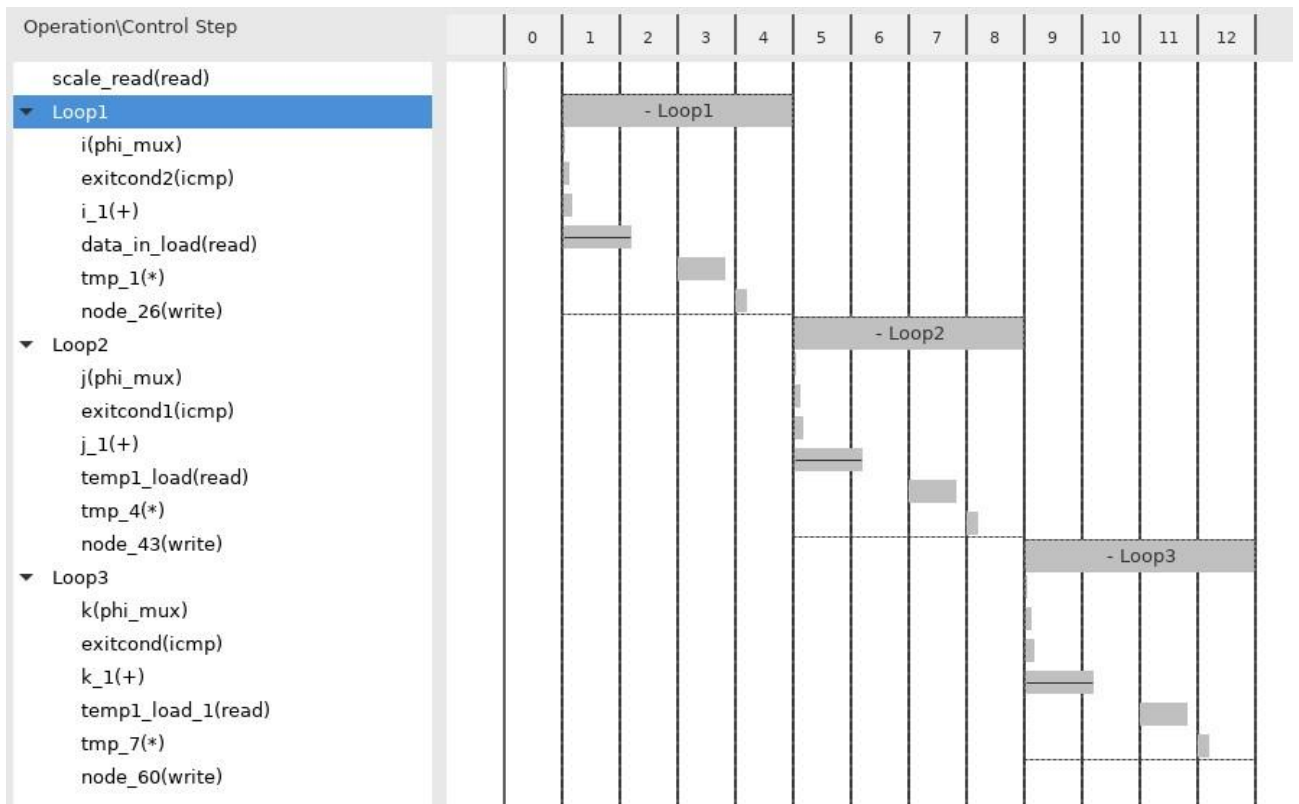 Operation\Control Step
0 1 2 3 4 5 6 7 8 9 10 11 12
scale_read(read)
Loop1
- Loop1
i(phi_mux)
exitcond2(icmp)
i_1(+)
data_in_load(read)
tmp_1(*)
node_26(write)
- Loop2
Loop2
j(phi_mux)
exitcond1(icmp)
j_1(+)
temp1_load(read)
tmp_4(*)
node_43(write)
- Loop3
Loop3
k(phi_mux)
exitcond(icmp)
k_1(+)
temp1_load_1(read)
tmp_7(*)
node_60(write)